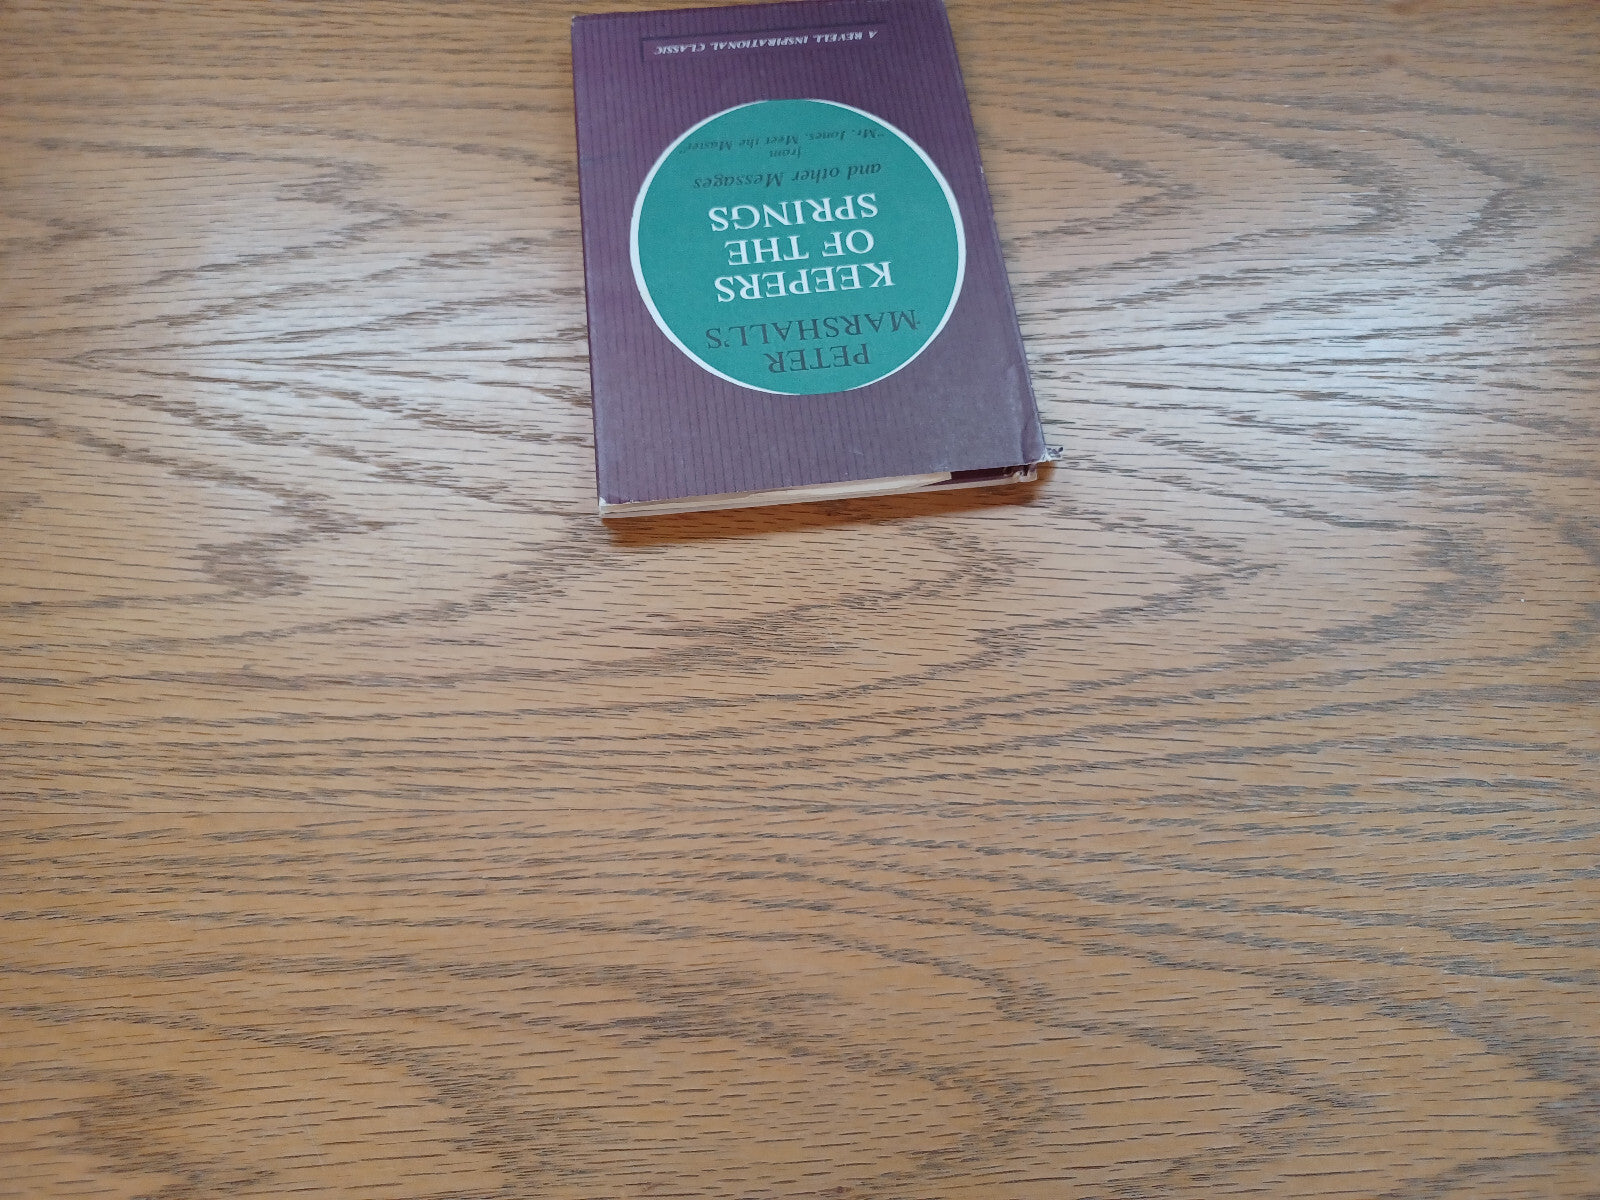 PETER
MARSHALL'S
KEEPERS
OF THE
SPRINGS
and other Messages
from
"Mr. Jones, Meet the Master"
A REVELL INSPIRATIONAL CLASSIC